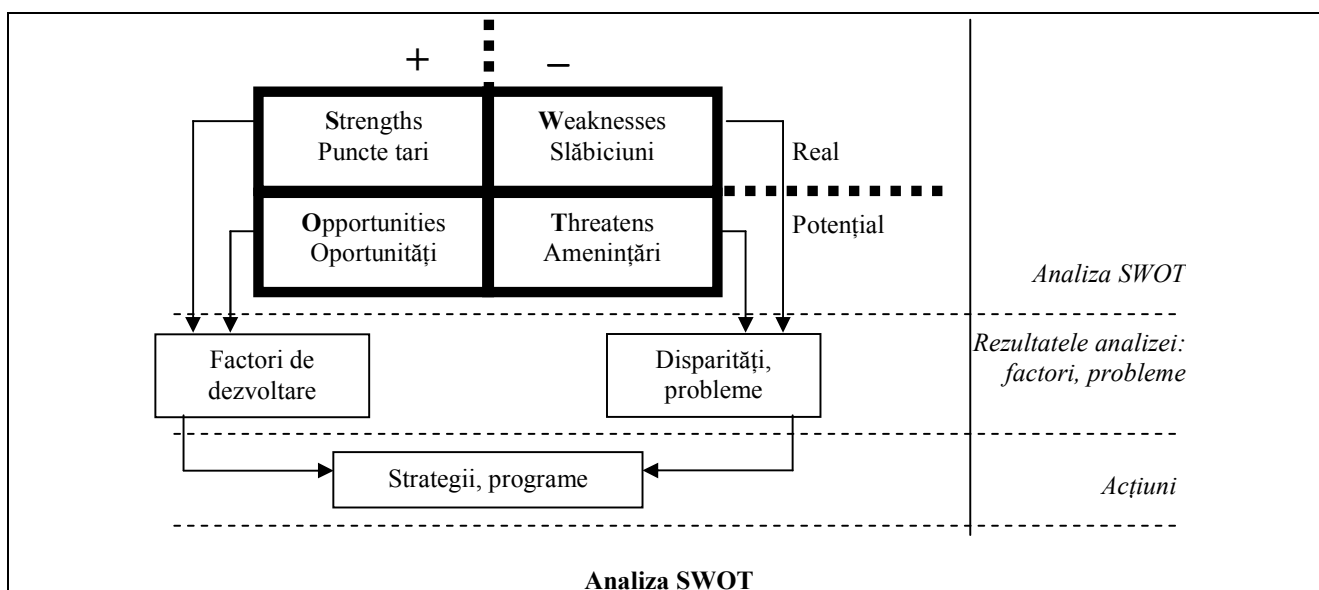 + –
Strengths
Puncte tari
Weaknesses
Slăbiciuni
Real
Opportunities
Oportunități
Threatens
Amenințări
Potențial
Analiza SWOT
Factori de
dezvoltare
Disparități,
probleme
Rezultatele analizei:
factori, probleme
Strategii, programe
Acțiuni
Analiza SWOT